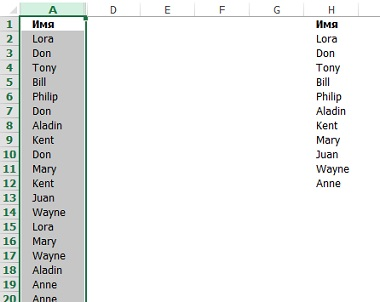 A D E F G H
1 Имя Имя
2 Lora Lora
3 Don Don
4 Tony Tony
5 Bill Bill
6 Philip Philip
7 Don Aladin
8 Aladin Kent
9 Kent Mary
10 Don Juan
11 Mary Wayne
12 Kent Anne
13 Juan
14 Wayne
15 Lora
16 Mary
17 Wayne
18 Aladin
19 Anne
20 Anne